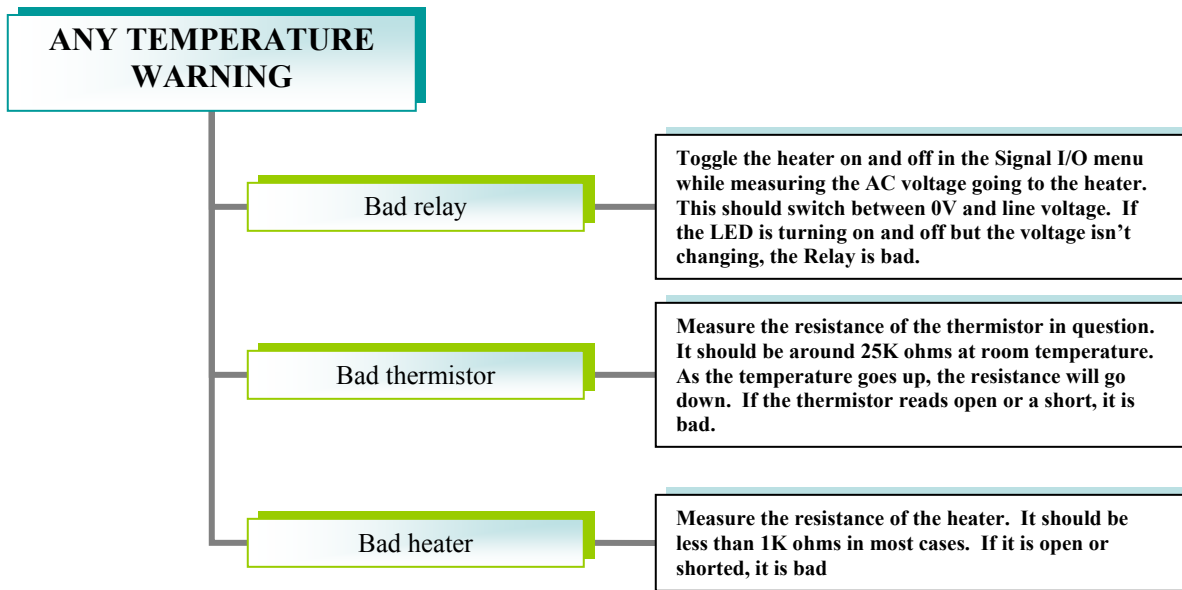 ANY TEMPERATURE
WARNING
Bad relay
Toggle the heater on and off in the Signal I/O menu
while measuring the AC voltage going to the heater.
This should switch between 0V and line voltage.  If
the LED is turning on and off but the voltage isn’t
changing, the Relay is bad.
Bad thermistor
Measure the resistance of the thermistor in question.
It should be around 25K ohms at room temperature.
As the temperature goes up, the resistance will go
down.  If the thermistor reads open or a short, it is
bad.
Bad heater
Measure the resistance of the heater.  It should be
less than 1K ohms in most cases.  If it is open or
shorted, it is bad